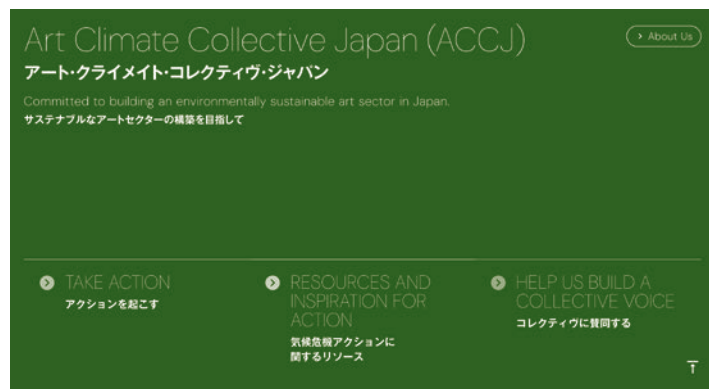 Art Climate Collective Japan (ACCJ)
About Us
アート・クライメイト・コレクティヴ・ジャパン
Committed to building an environmentally sustainable art sector in Japan.
サステナブルなアートセクターの構築を目指して
TAKE ACTION
アクションを起こす
RESOURCES AND
INSPIRATION FOR
ACTION
気候危機アクションに
関するリソース
HELP US BUILD A
COLLECTIVE VOICE
コレクティヴに賛同する